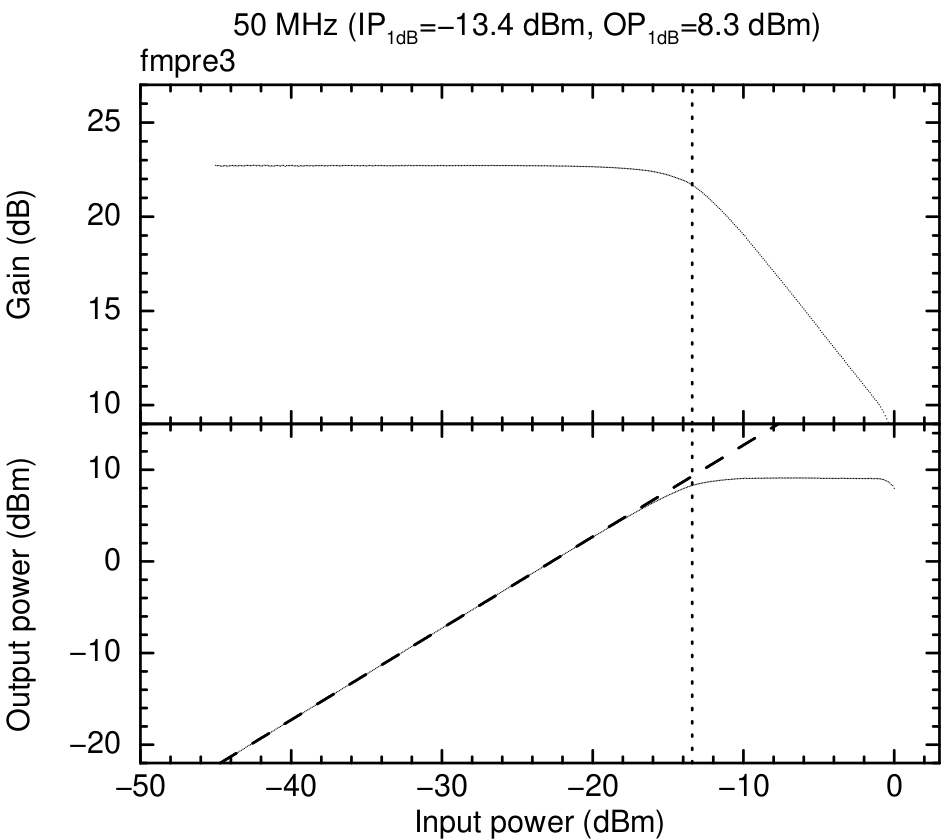 50 MHz (IP1dB=−13.4 dBm, OP1dB=8.3 dBm)
fmpre3
Gain (dB)
25
20
15
10
Output power (dBm)
10
0
−10
−20
−50 −40 −30 −20 −10 0
Input power (dBm)